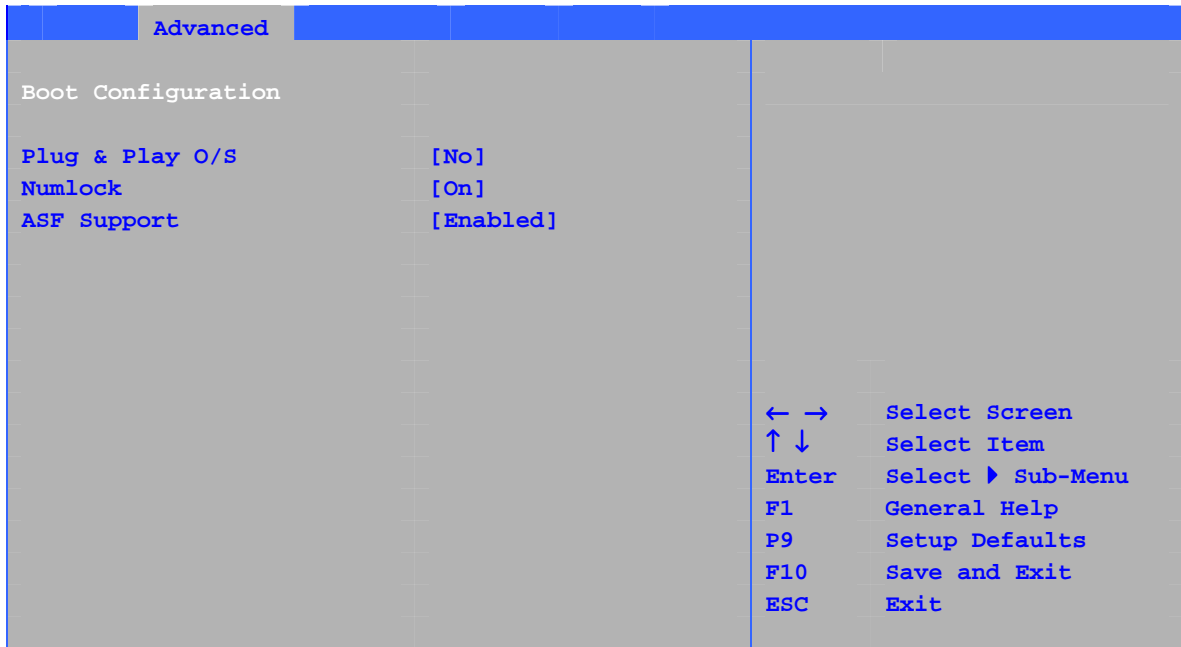 Advanced
Boot Configuration
Plug & Play O/S [No]
Numlock [On]
ASF Support [Enabled]
← → Select Screen
↑ ↓ Select Item
Enter Select ▶ Sub-Menu
F1 General Help
P9 Setup Defaults
F10 Save and Exit
ESC Exit